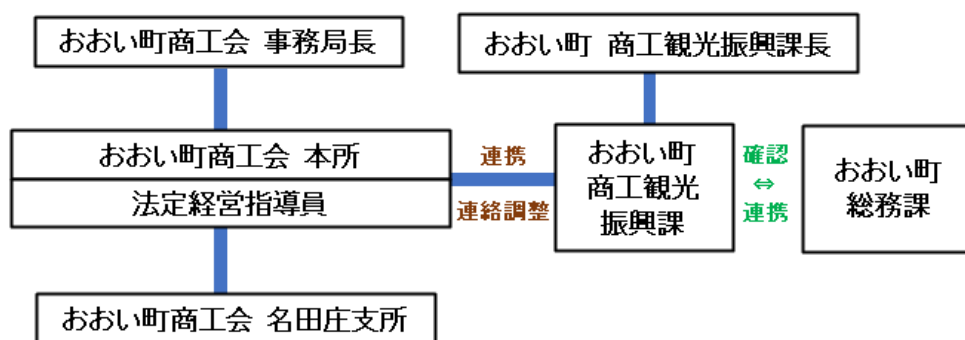 おおい町商工会 事務局長
おおい町 商工観光振興課長
おおい町商工会 本所
法定経営指導員
連携
連絡調整
おおい町
商工観光
振興課
確認
⇔
連携
おおい町
総務課
おおい町商工会 名田庄支所